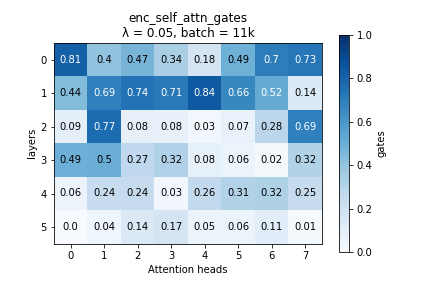 enc_self_attn_gates
λ = 0.05, batch = 11k
0 0.81 0.4 0.47 0.34 0.18 0.49 0.7 0.73
1 0.44 0.69 0.74 0.71 0.84 0.66 0.52 0.14
2 0.09 0.77 0.08 0.08 0.03 0.07 0.28 0.69
3 0.49 0.5 0.27 0.32 0.08 0.06 0.02 0.32
4 0.06 0.24 0.24 0.03 0.26 0.31 0.32 0.25
5 0.0 0.04 0.14 0.17 0.05 0.06 0.11 0.01
0 1 2 3 4 5 6 7
Attention heads
layers
1.0
0.8
0.6
0.4
0.2
0.0
gates